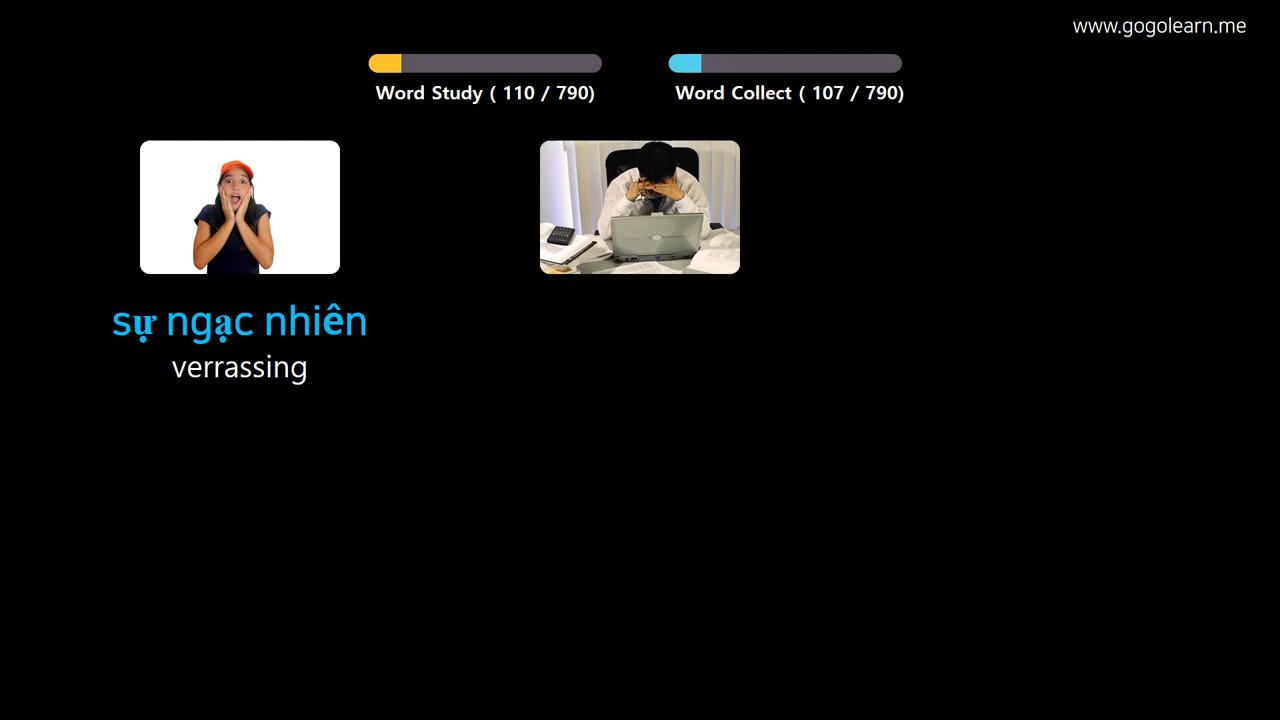 www.gogolearn.me
Word Study ( 110 / 790)
Word Collect ( 107 / 790)
sự ngạc nhiên
verrassing